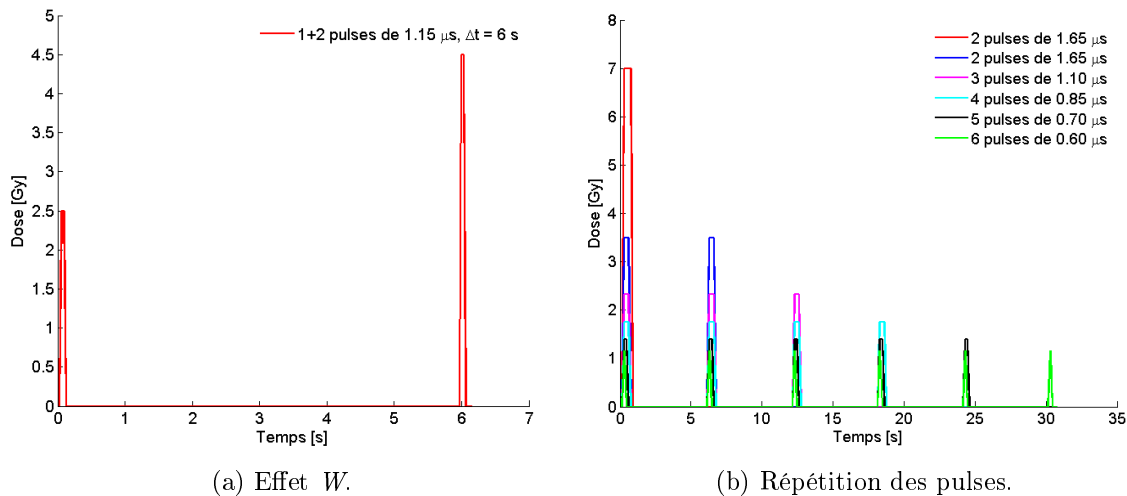 5
4.5
4
3.5
3
2.5
2
1.5
1
0.5
0
Dose [Gy]
1+2 pulses de 1.15 μs, Δt = 6 s
0 1 2 3 4 5 6 7
Temps [s]
(a) Effet W.
8
7
6
5
4
3
2
1
0
Dose [Gy]
2 pulses de 1.65 μs
2 pulses de 1.65 μs
3 pulses de 1.10 μs
4 pulses de 0.85 μs
5 pulses de 0.70 μs
6 pulses de 0.60 μs
0 5 10 15 20 25 30 35
Temps [s]
(b) Répétition des pulses.